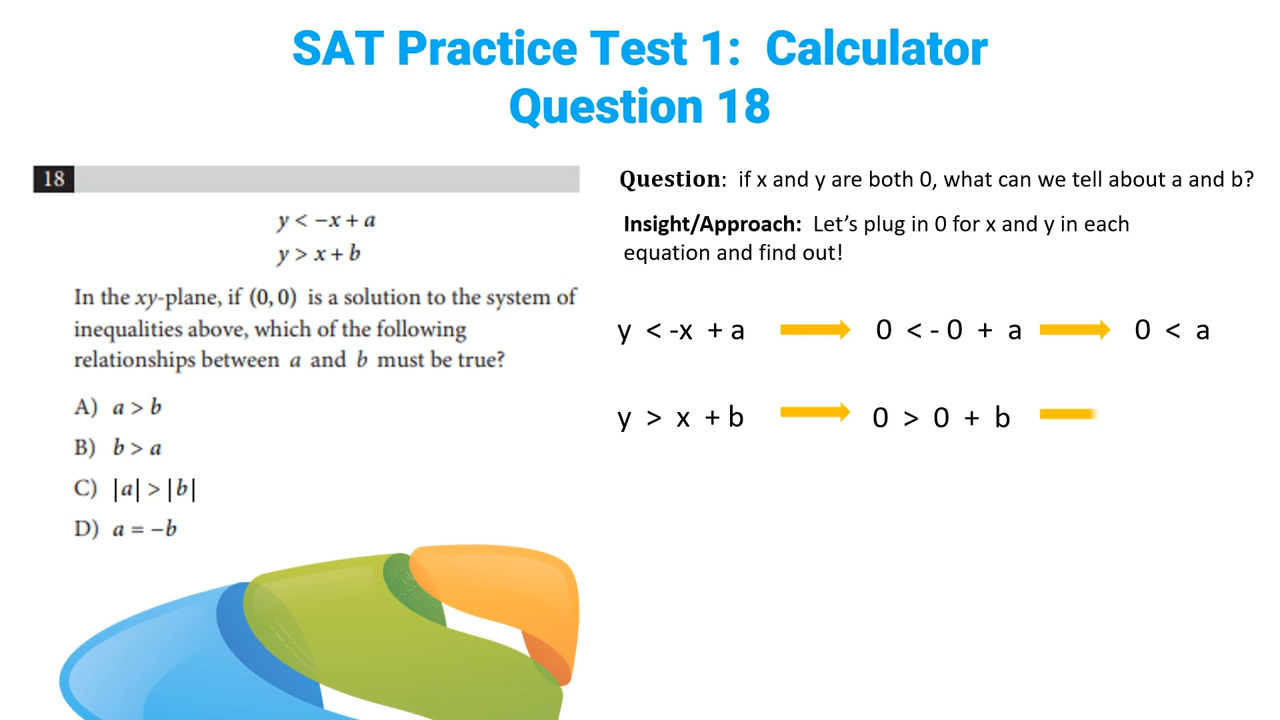 SAT Practice Test 1:  Calculator
Question 18
18
y < −x + a
y > x + b
In the xy-plane, if (0, 0) is a solution to the system of
inequalities above, which of the following
relationships between a and b must be true?
A) a > b
B) b > a
C) |a| > |b|
D) a = −b
Question:  if x and y are both 0, what can we tell about a and b?
Insight/Approach:  Let’s plug in 0 for x and y in each
equation and find out!
y < -x + a 0 < - 0 + a 0 < a
y > x + b 0 > 0 + b